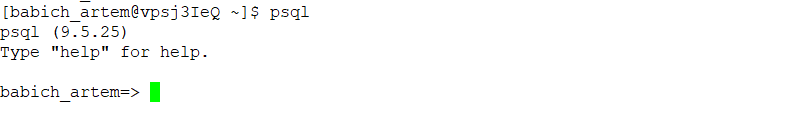 [babich_artem@vpsj3IeQ ~]$ psql
psql (9.5.25)
Type "help" for help.
babich_artem=>